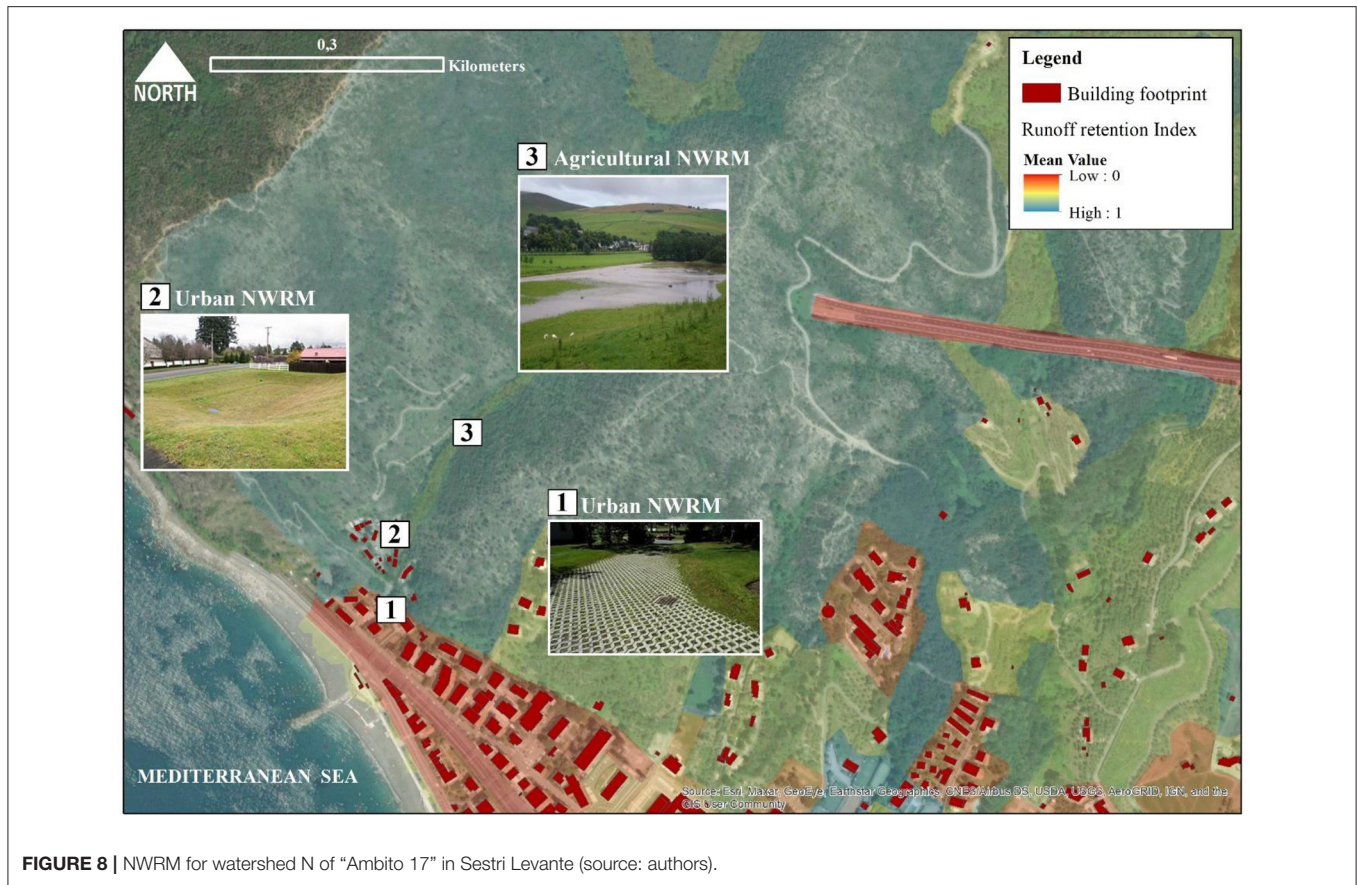 0,3
Kilometers
NORTH
Legend
Building footprint
Runoff retention Index
Mean Value
Low : 0
High : 1
3 Agricultural NWRM
2 Urban NWRM
3
1 Urban NWRM
2
1
MEDITERRANEAN SEA
Source: Esri, Maxar, GeoEye, Earthstar Geographics, CNES/Airbus DS, USDA, USGS, AeroGRID, IGN, and the
GIS User Community
FIGURE 8 | NWRM for watershed N of “Ambito 17” in Sestri Levante (source: authors).